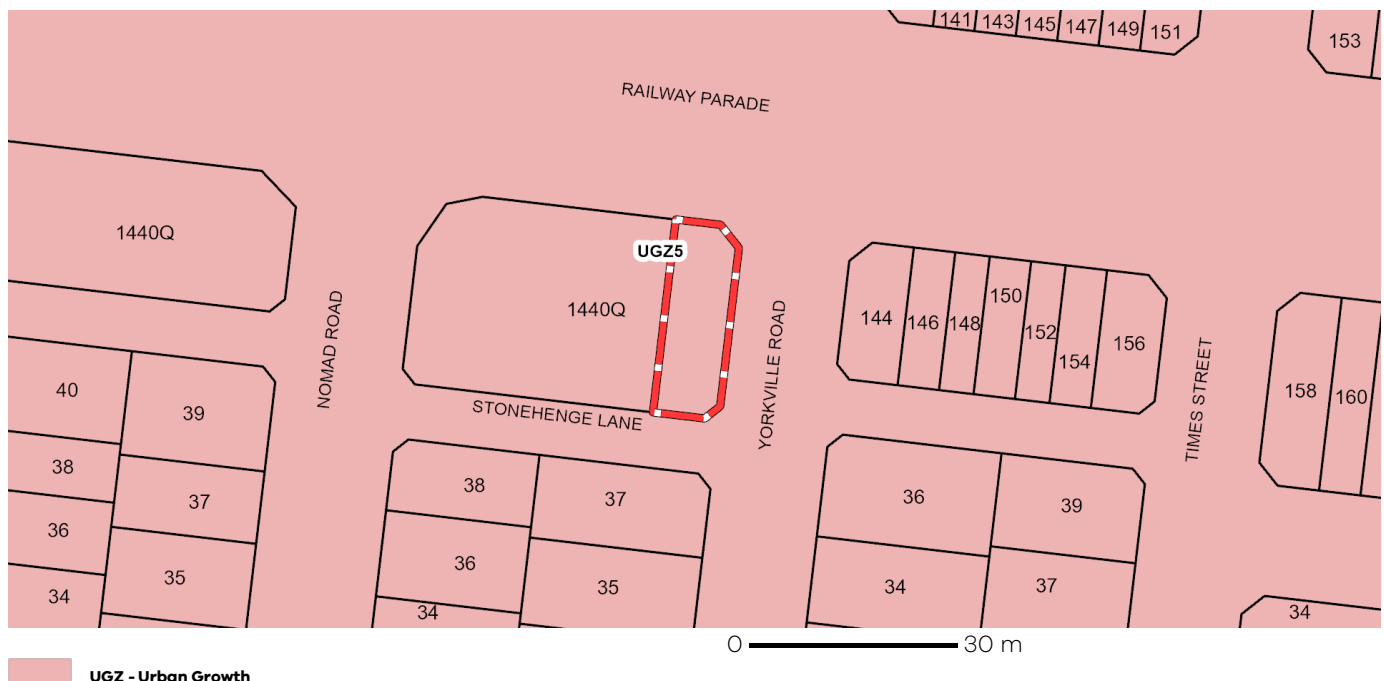 141 143 145 147 149 151
153
RAILWAY PARADE
1440Q
UGZ5
1440Q
NOMAD ROAD
YORKVILLE ROAD
144 146 148 150 152 154 156
TIMES STREET
158 160
STONEHENGE LANE
40 39
38 37
36 35
34
38 37
36 35
34
36 39
34 37
34
0 30 m
UGZ - Urban Growth